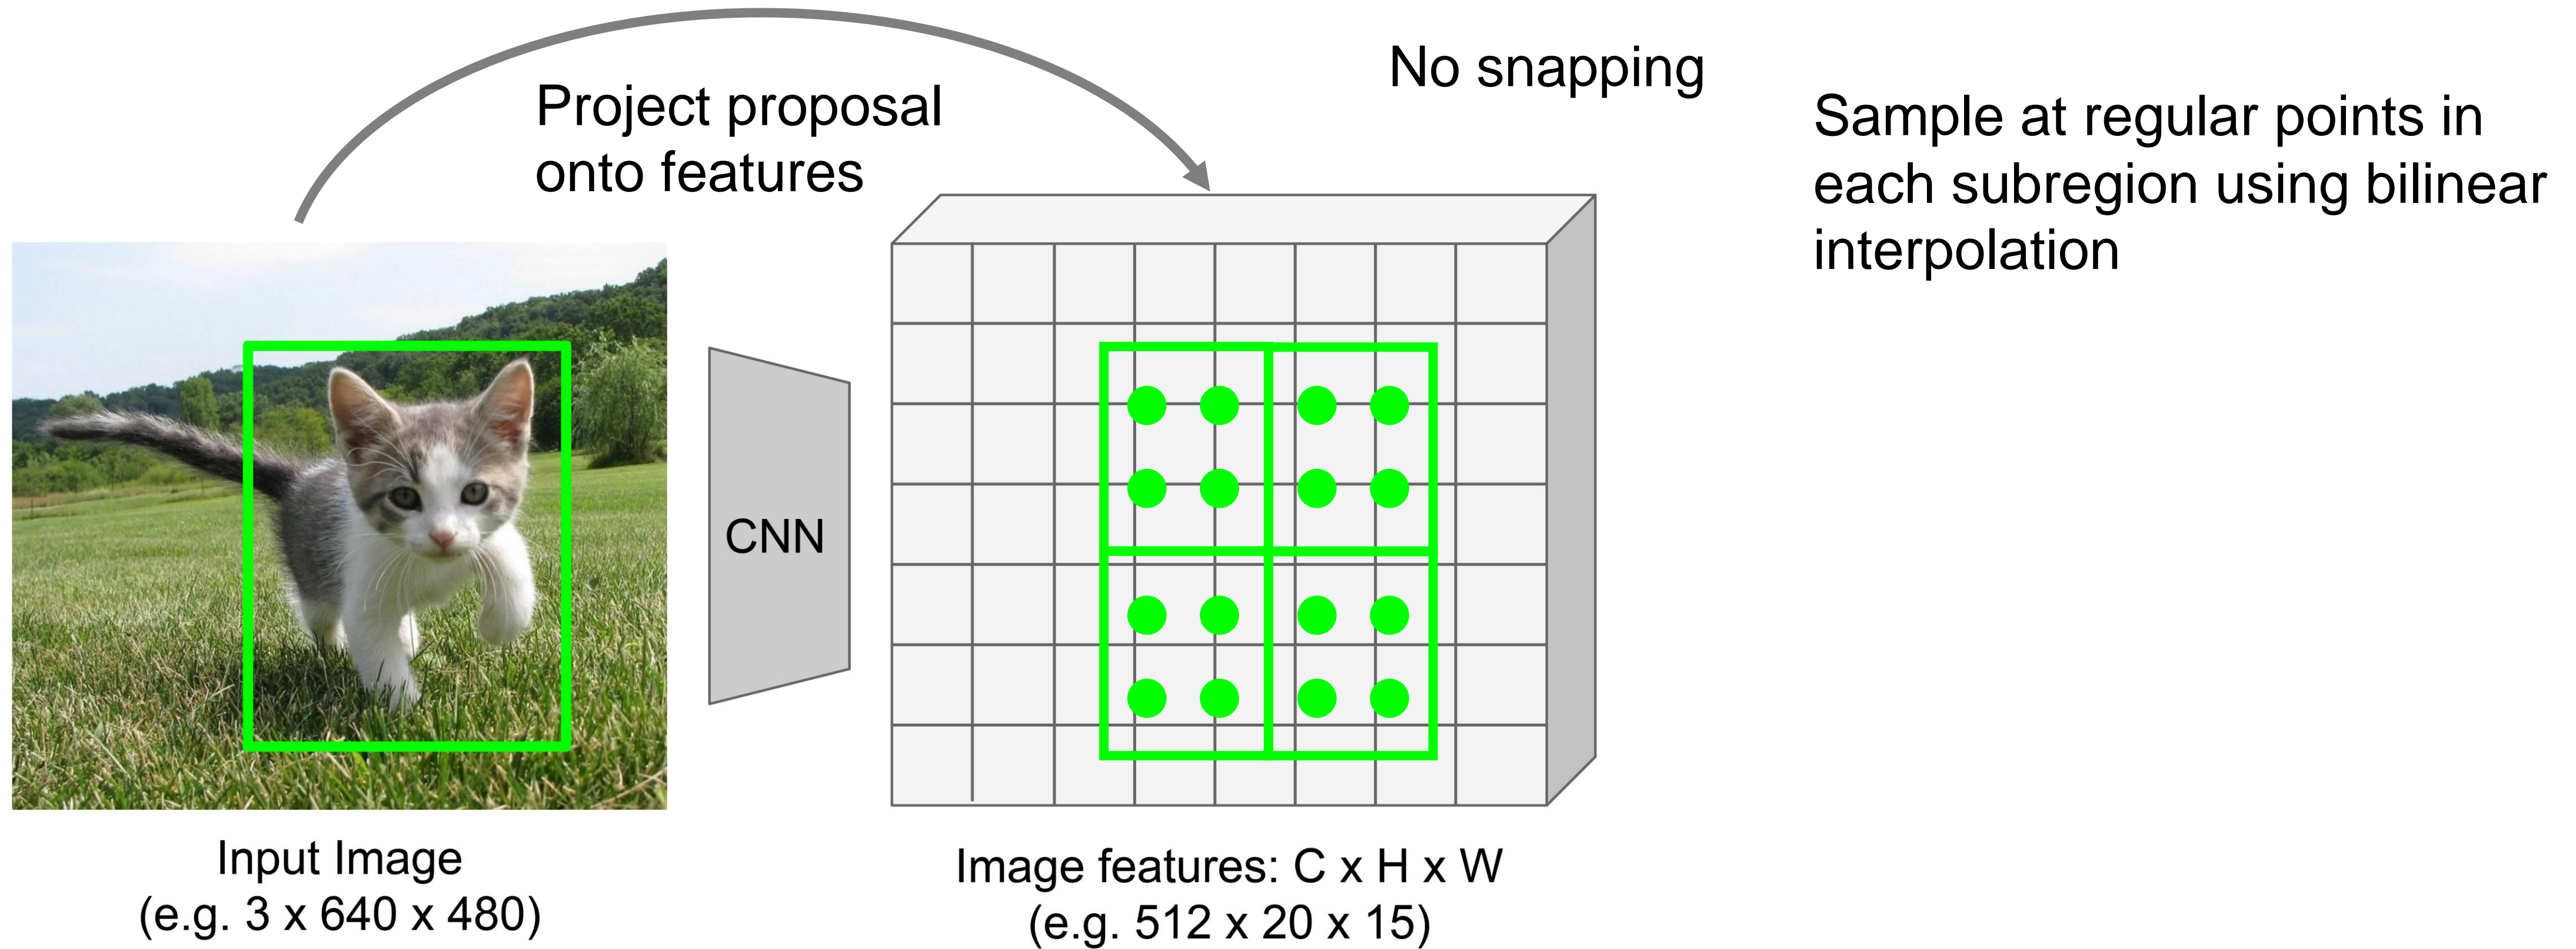 Project proposal
onto features
No snapping
Sample at regular points in
each subregion using bilinear
interpolation
CNN
Input Image
(e.g. 3 x 640 x 480)
Image features: C x H x W
(e.g. 512 x 20 x 15)